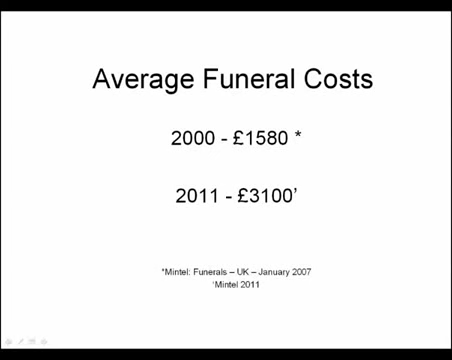 Average Funeral Costs
2000 - £1580 *
2011 - £3100’
*Mintel: Funerals – UK – January 2007
‘Mintel 2011